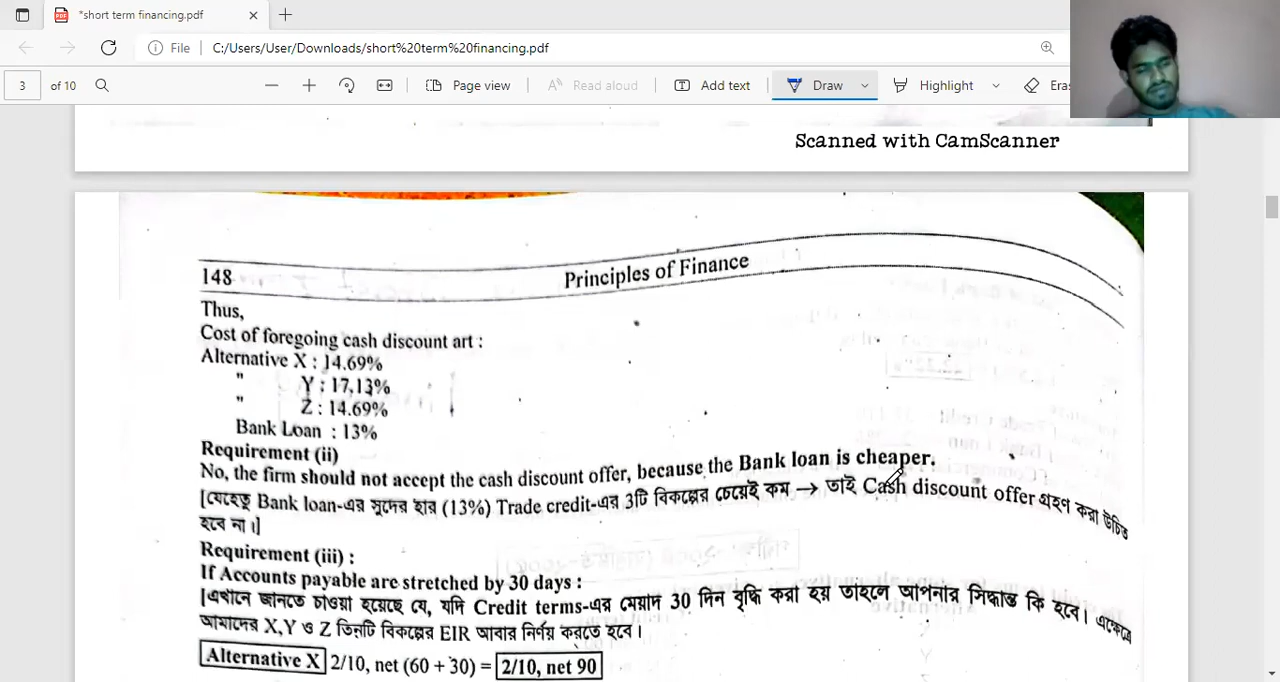 *short term financing.pdf
File
C:/Users/User/Downloads/short%20term%20financing.pdf
3 of 10
Page view
Read aloud
Add text
Draw
Highlight
Eras
Scanned with CamScanner
148
Principles of Finance
Thus,
Cost of foregoing cash discount art :
Alternative X : 14.69%
" Y : 17,13%
" Z : 14.69%
Bank Loan : 13%
Requirement (ii)
No, the firm should not accept the cash discount offer, because the Bank loan is cheaper.
[যেহেতু Bank loan-এর সুদের হার (13%) Trade credit-এর 3টি বিকল্পের চেয়েই কম → তাই Cash discount offer গ্রহণ করা উচিত
হবে না।]
Requirement (iii) :
If Accounts payable are stretched by 30 days :
[এখানে জানতে চাওয়া হয়েছে যে, যদি Credit terms-এর মেয়াদ 30 দিন বৃদ্ধি করা হয় তাহলে আপনার সিদ্ধান্ত কি হবে। এক্ষেত্রে
আমাদের X,Y ও Z তিনটি বিকল্পের EIR আবার নির্ণয় করতে হবে।
Alternative X 2/10, net (60 + 30) = 2/10, net 90